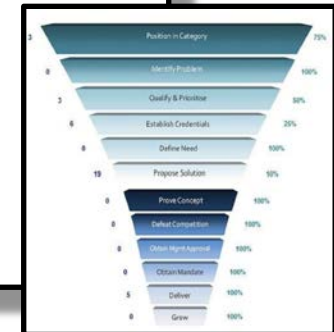 3 Position in Category 75%
0 Identify Problem 100%
3 Qualify & Prioritise 50%
6 Establish Credentials 25%
0 Define Need 100%
19 Propose Solution 50%
0 Prove Concept 100%
0 Defeat Competition 100%
0 Obtain Mgmt Approval 100%
0 Obtain Mandate 100%
5 Deliver 100%
0 Grow 100%